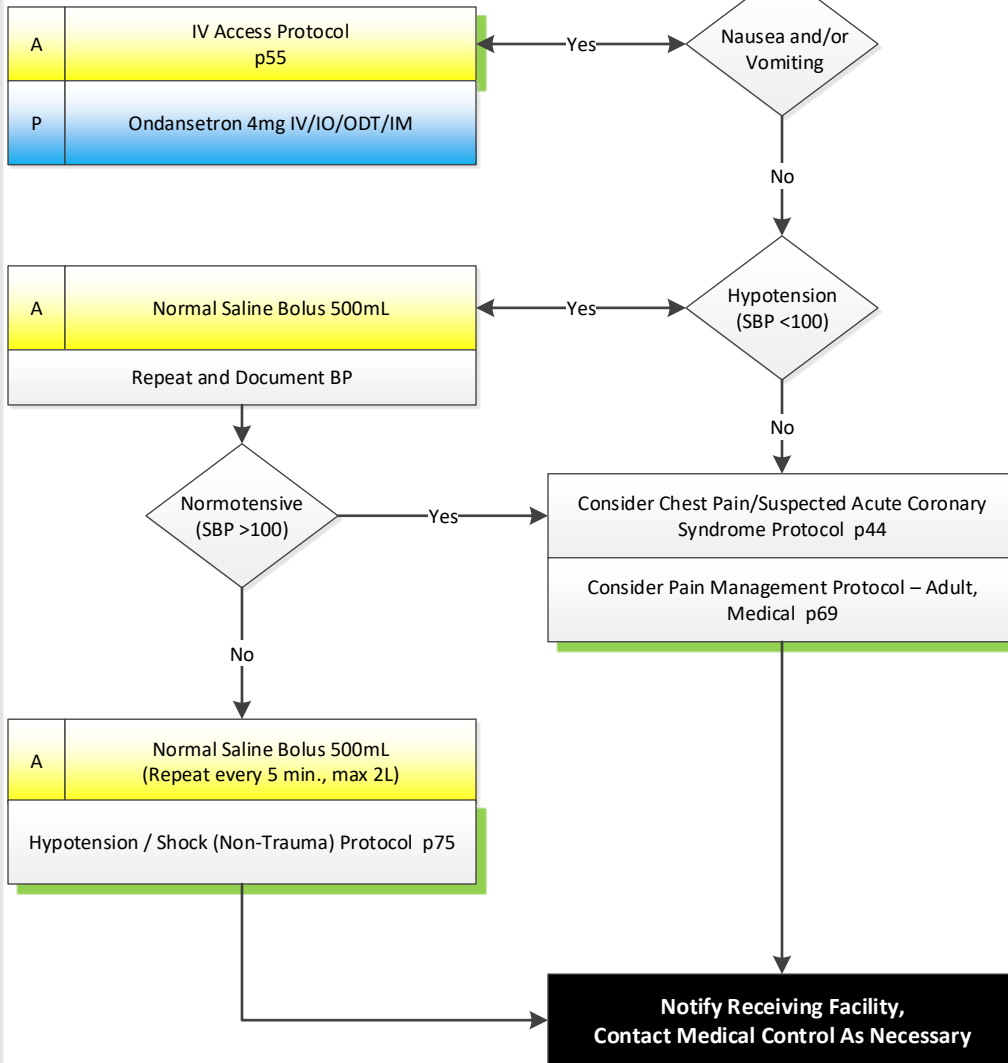 A
IV Access Protocol
p55
Yes
Nausea and/or
Vomiting
P
Ondansetron 4mg IV/IO/ODT/IM
No
A
Normal Saline Bolus 500mL
Yes
Hypotension
(SBP <100)
Repeat and Document BP
No
Normotensive
(SBP >100)
Yes
Consider Chest Pain/Suspected Acute Coronary
Syndrome Protocol p44
Consider Pain Management Protocol – Adult,
Medical p69
No
A
Normal Saline Bolus 500mL
(Repeat every 5 min., max 2L)
Hypotension / Shock (Non-Trauma) Protocol p75
Notify Receiving Facility,
Contact Medical Control As Necessary